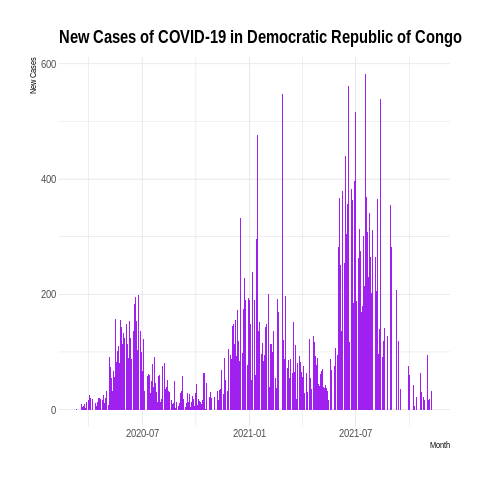 New Cases of COVID-19 in Democratic Republic of Congo
New Cases
600
400
200
0
2020-07
2021-01
2021-07
Month